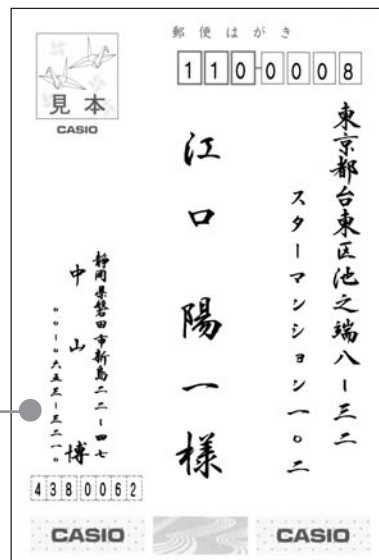 郵便はがき
110-0008
東京都台東区池之端八ー三二
スターマンション一〇二
江口 陽一 様
見本
CASIO
静岡県磐田市新島二二ー四七
中山 博
〇〇ー〇六五三ー三二一〇
4380062
CASIO
CASIO